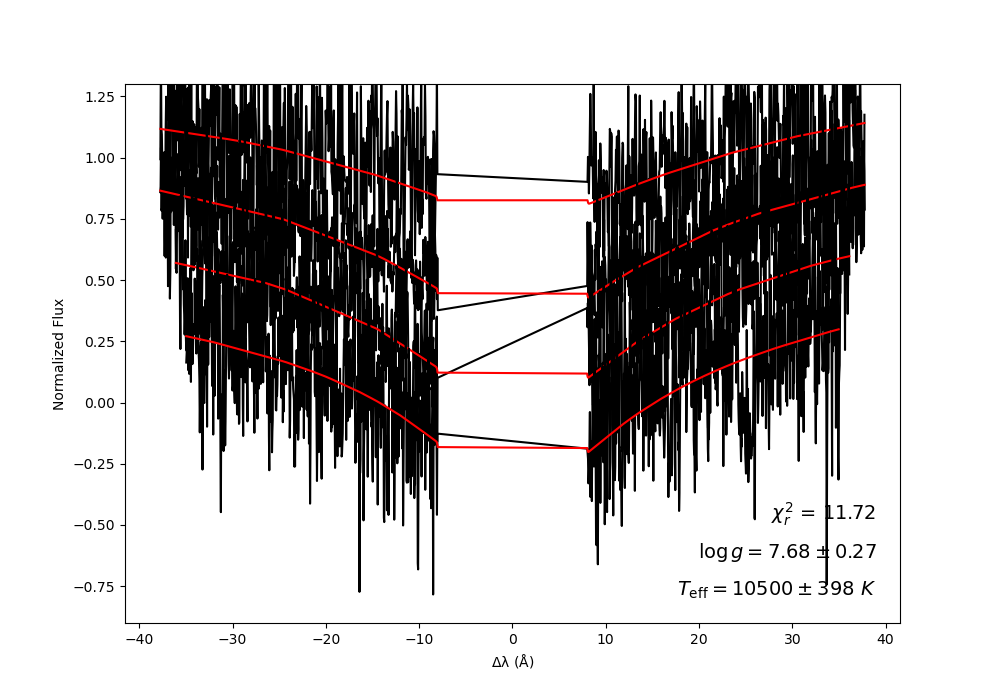 1.25
1.00
0.75
0.50
0.25
0.00
−0.25
−0.50
−0.75
Normalized Flux
χ²ᵣ = 11.72
log g = 7.68 ± 0.27
T_eff = 10500 ± 398 K
−40 −30 −20 −10 0 10 20 30 40
Δλ (Å)